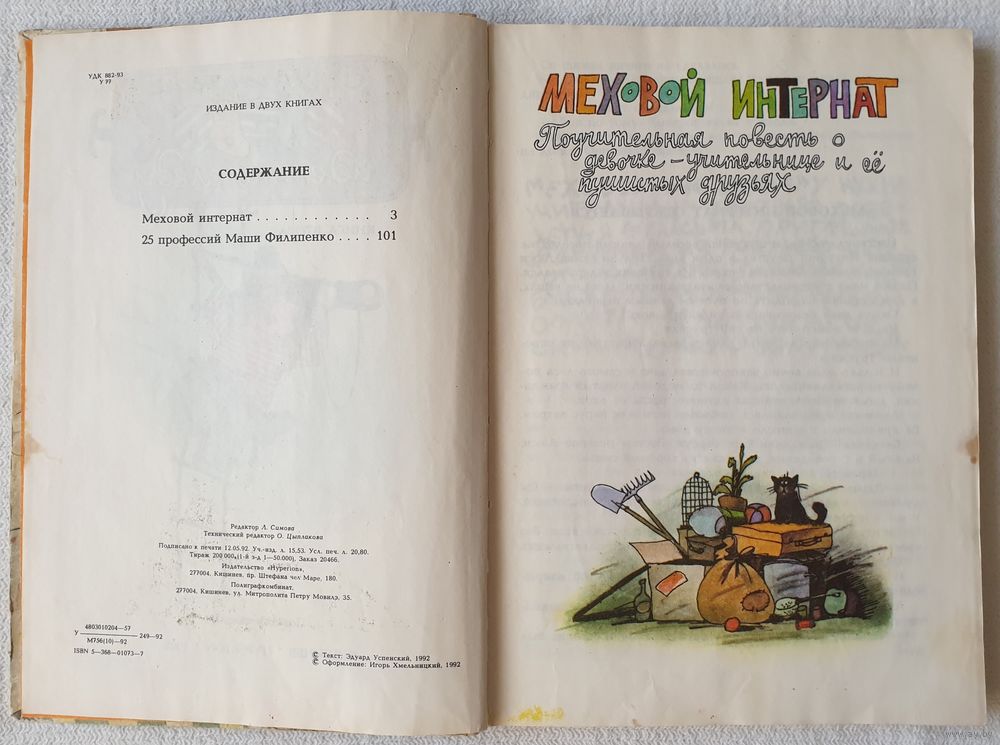 УДК 882-93
У 77
ИЗДАНИЕ В ДВУХ КНИГАХ
СОДЕРЖАНИЕ
Меховой интернат . . . . . . . . . . . . . 3
25 профессий Маши Филипенко . . . . 101
Редактор Л. Симова
Технический редактор О. Цыплакова
Подписано к печати 12.05.92. Уч.-изд. л. 15,53. Усл. печ. л. 20,80.
Тираж 200 000 (1-й з-д 1—50.000). Заказ 20466.
Издательство «Hyperion»,
277004. Кишинев, пр. Штефана чел Маре, 180.
Полиграфкомбинат.
277004, Кишинев, ул. Митрополита Петру Мовилэ, 35.
4803010204—57
У 249—92
М756(10)—92
ISBN 5—368—01073—7
© Текст: Эдуард Успенский, 1992
© Оформление: Игорь Хмельницкий, 1992
МЕХОВОЙ ИНТЕРНАТ
Поучительная повесть о
девочке-учительнице и её
пушистых друзьях
www.ay.by